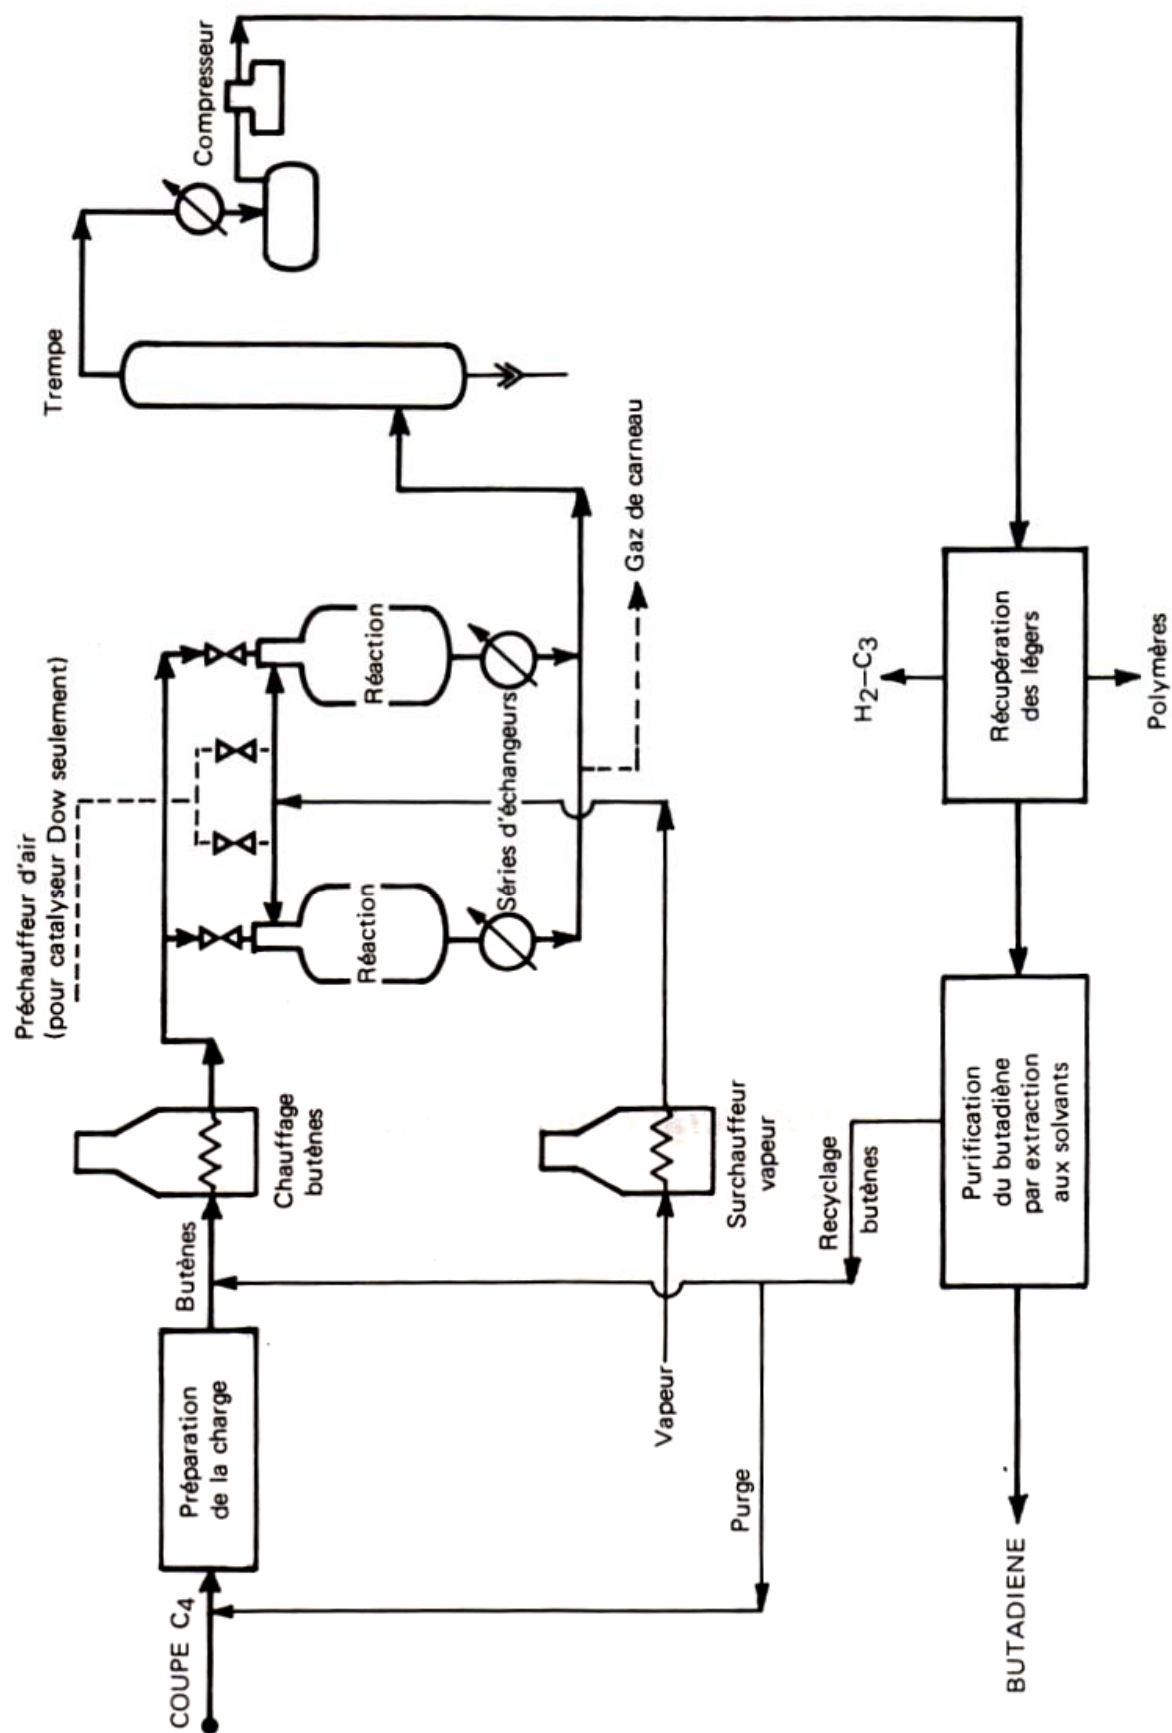 Préchauffeur d'air
(pour catalyseur Dow seulement)
Trempe
Compresseur
COUPE C4
Préparation
de la charge
Butènes
Chauffage
butènes
Réaction
Réaction
Séries d'échangeurs
Gaz de carneau
Vapeur
Surchauffeur
vapeur
Purge
Recyclage
butènes
H2–C3
BUTADIENE
Purification
du butadiène
par extraction
aux solvants
Récupération
des légers
Polymères